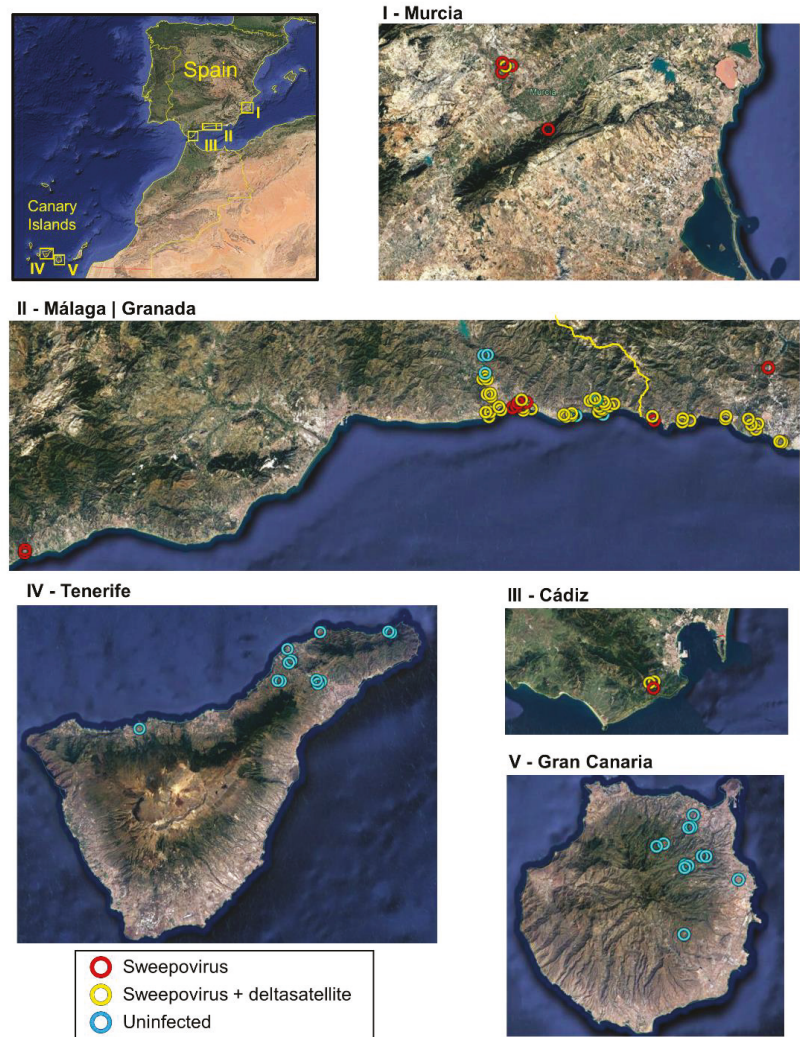 I - Murcia
Spain
I
II
III
Canary
Islands
IV
V
Murcia
II - Málaga | Granada
IV - Tenerife
III - Cádiz
V - Gran Canaria
Sweepovirus
Sweepovirus + deltasatellite
Uninfected